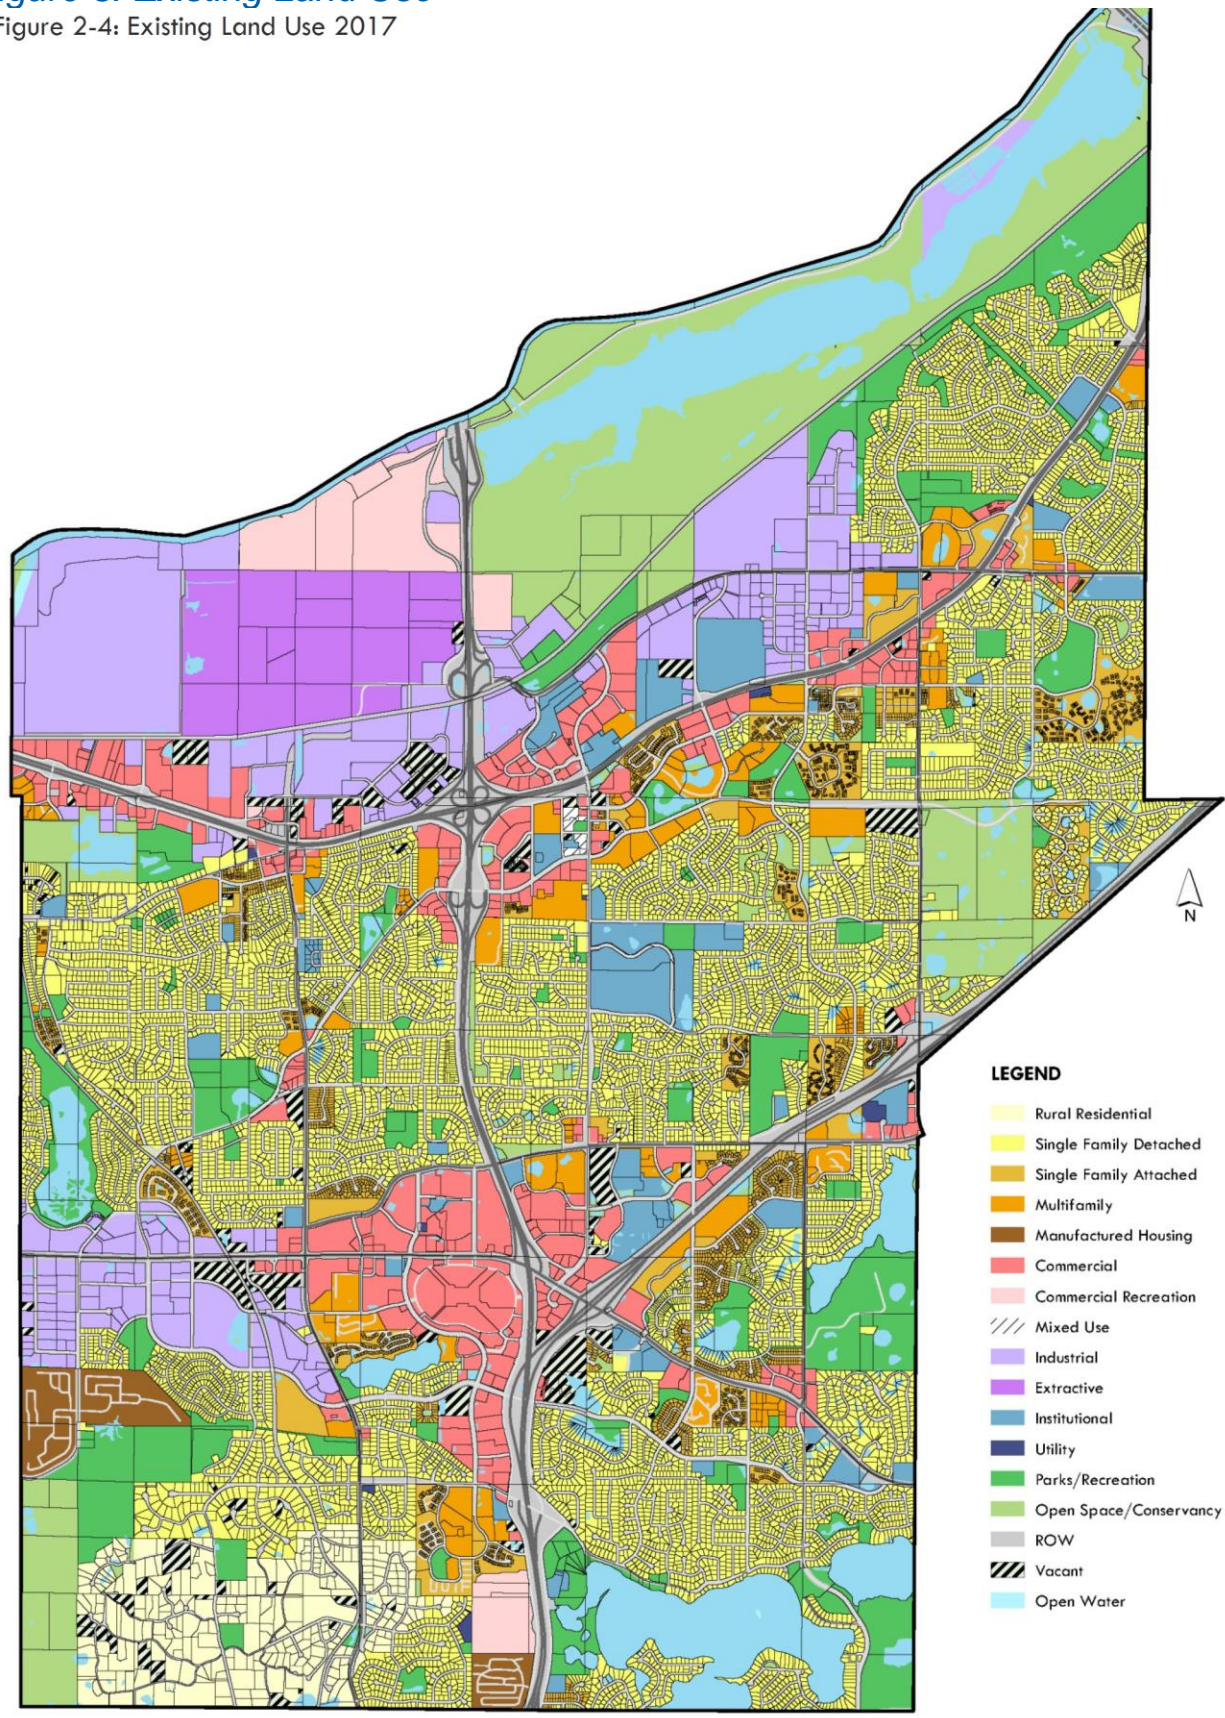 Figure 2-4: Existing Land Use 2017
N
LEGEND
Rural Residential
Single Family Detached
Single Family Attached
Multifamily
Manufactured Housing
Commercial
Commercial Recreation
Mixed Use
Industrial
Extractive
Institutional
Utility
Parks/Recreation
Open Space/Conservancy
ROW
Vacant
Open Water